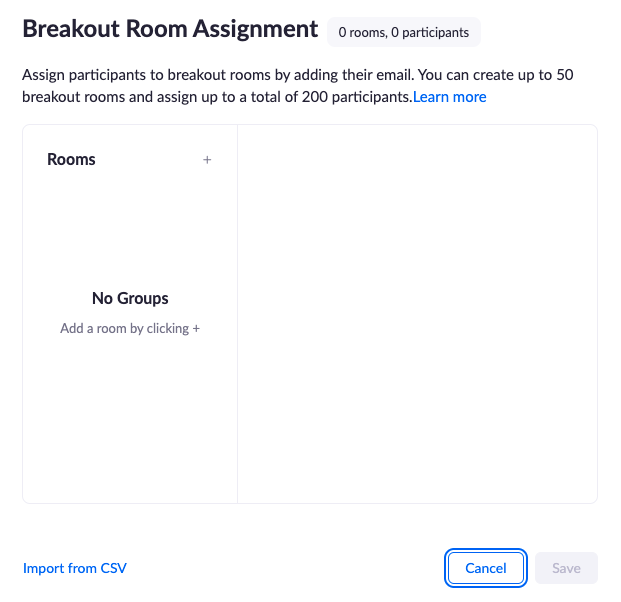 Breakout Room Assignment 0 rooms, 0 participants
Assign participants to breakout rooms by adding their email. You can create up to 50
breakout rooms and assign up to a total of 200 participants.Learn more
Rooms +
No Groups
Add a room by clicking +
Import from CSV Cancel Save